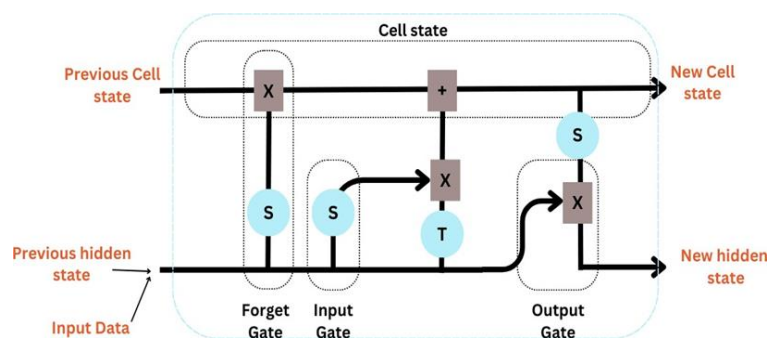 Cell state
Previous Cell
state
X
+
New Cell
state
S
X
S
S
X
T
Previous hidden
state
New hidden
state
Input Data
Forget
Gate
Input
Gate
Output
Gate